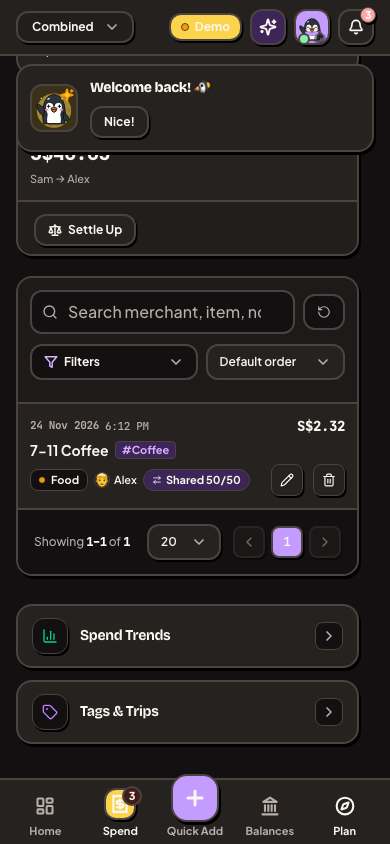 Combined
Demo
3
Welcome back! 🐧
Nice!
Sam → Alex
Settle Up
Search merchant, item, no
Filters
Default order
24 Nov 2026 6:12 PM
S$2.32
7-11 Coffee #Coffee
Food
Alex
Shared 50/50
Showing 1–1 of 1
20
1
Spend Trends
Tags & Trips
3
Home
Spend
Quick Add
Balances
Plan